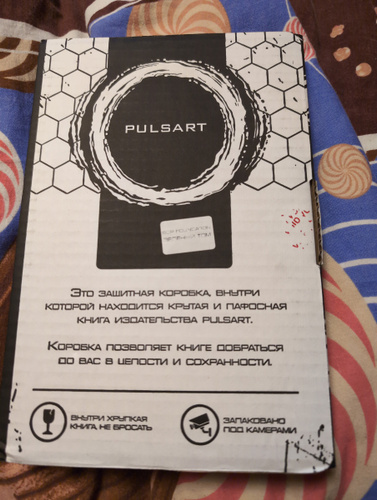 PULSART
Это защитная коробка, внутри
которой находится крутая и пафосная
книга издательства PULSART.
Коробка позволяет книге добраться
до вас в целости и сохранности.
Внутри хрупкая
книга, не бросать
Запаковано
под камерами